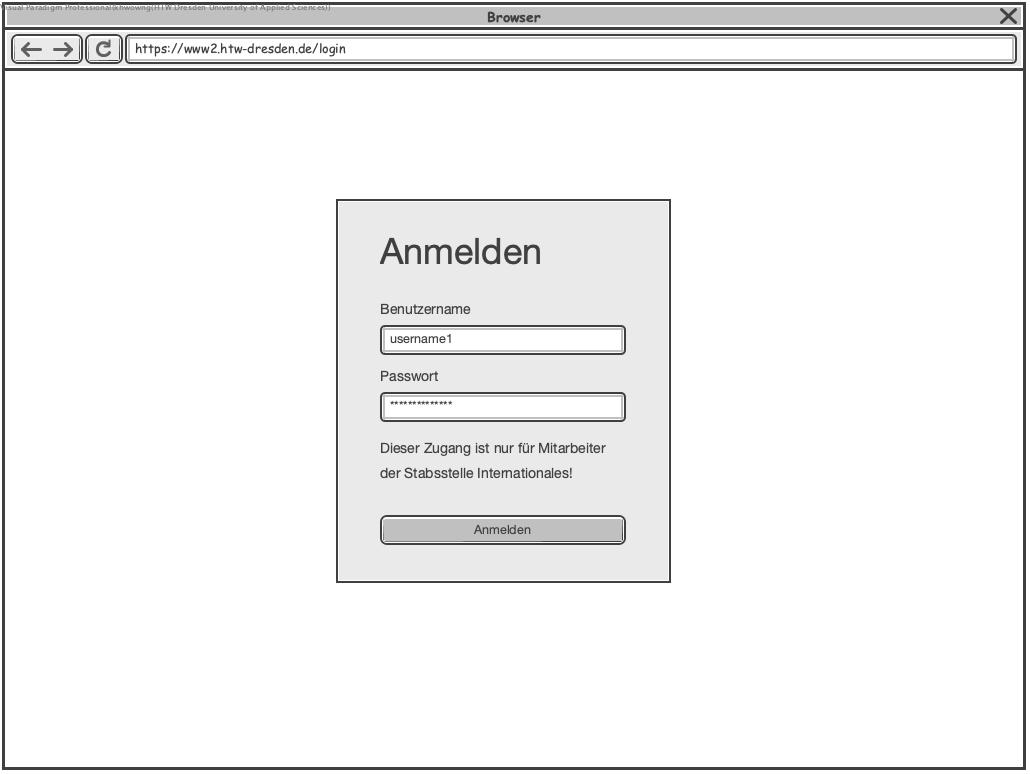 Visual Paradigm Professional(khwowng(HTW Dresden University of Applied Sciences))
Browser
https://www2.htw-dresden.de/login
Anmelden
Benutzername
username1
Passwort
**************
Dieser Zugang ist nur für Mitarbeiter
der Stabsstelle Internationales!
Anmelden